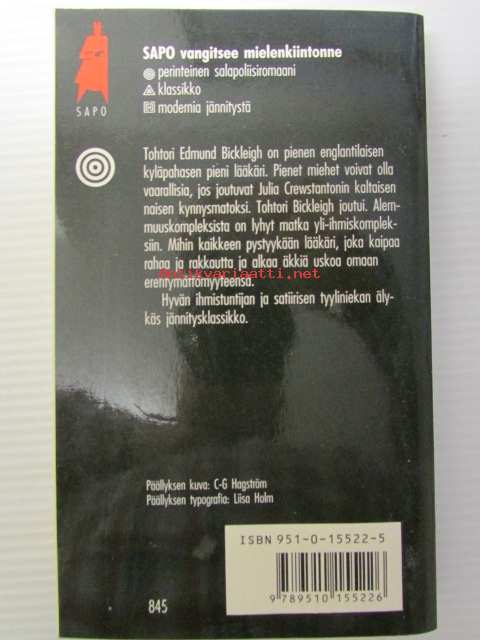 SAPO vangitsee mielenkiintonne
perinteinen salapoliisiromaani
klassikko
modernia jännitystä
SAPO
Tohtori Edmund Bickleigh on pienen englantilaisen
kyläpahasen pieni lääkäri. Pienet miehet voivat olla
vaarallisia, jos joutuvat Julia Crewstantonin kaltaisen
naisen kynnysmatoksi. Tohtori Bickleigh joutui. Alem-
muuskompleksista on lyhyt matka yli-ihmiskomplek-
siin. Mihin kaikkeen pystyykään lääkäri, joka kaipaa
rahaa ja rakkautta ja alkaa äkkiä uskoa omaan
erehtymättömyyteensä.
Hyvän ihmistuntijan ja satiirisen tyyliniekan äly-
käs jännitysklassikko.
Antikvariaatti.net
Päällyksen kuva: C-G Hagström
Päällyksen typografia: Liisa Holm
ISBN 951-0-15522-5
9 789510 155226
845